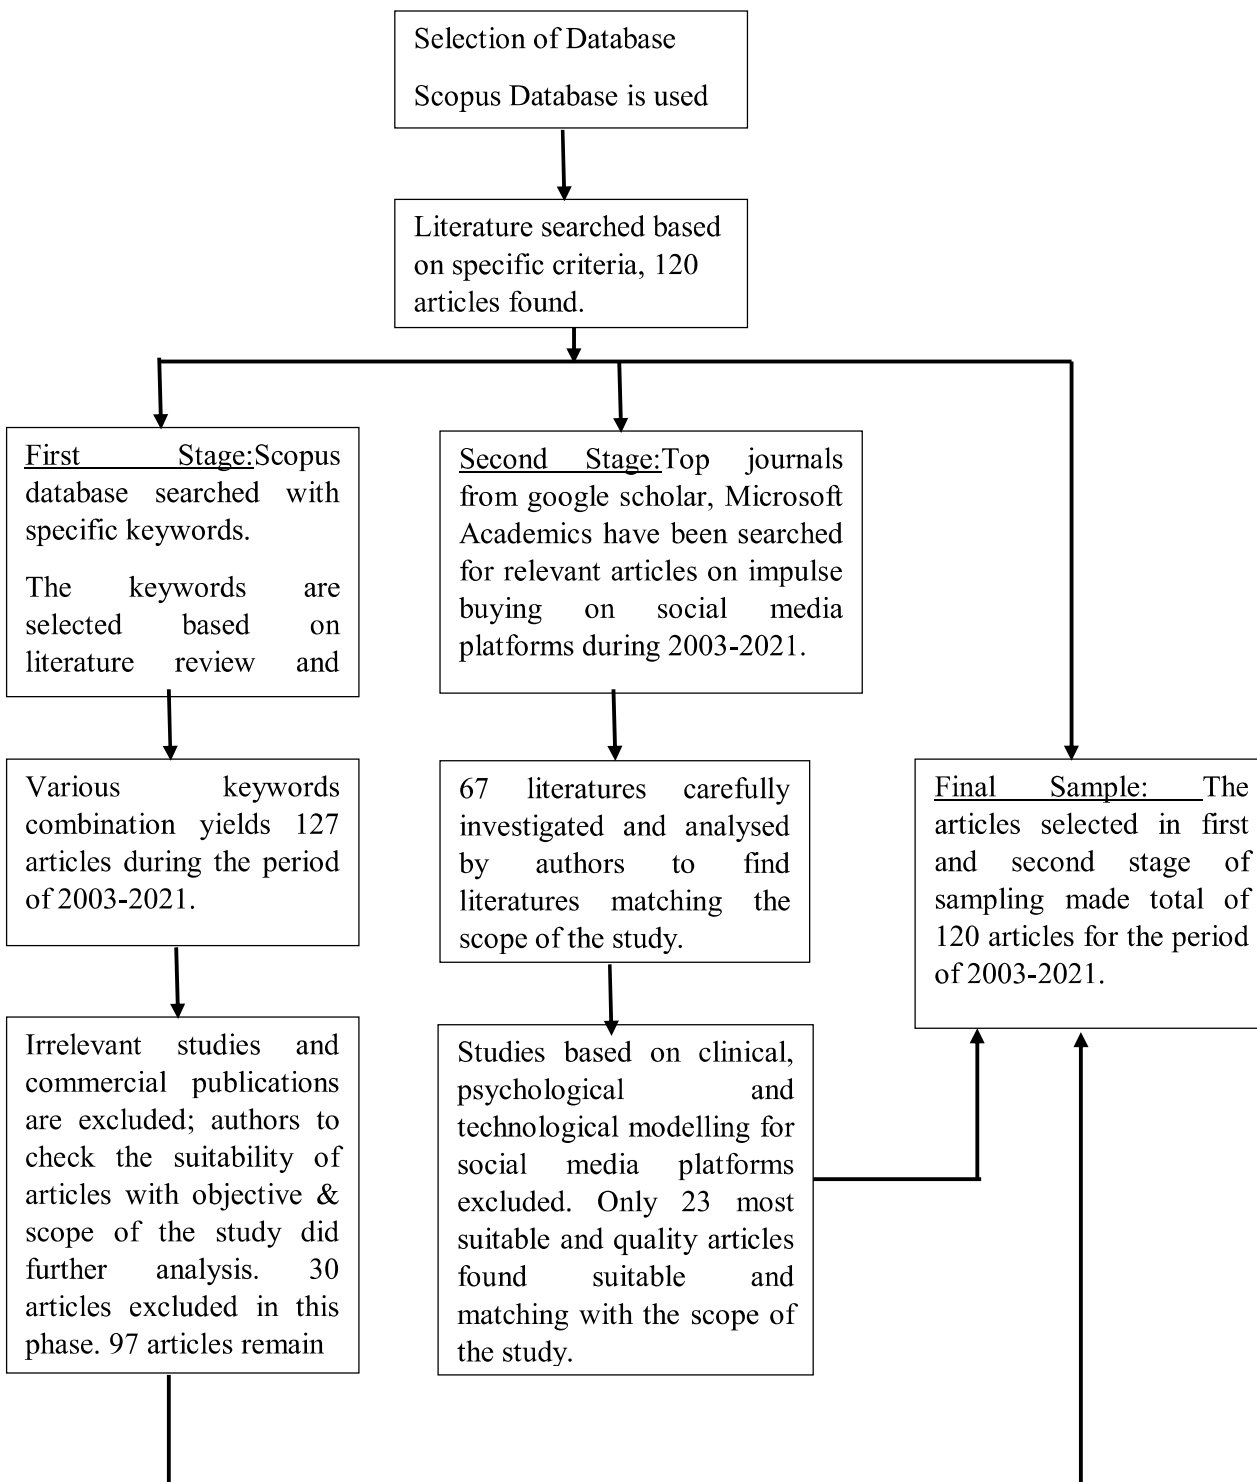 Selection of Database
Scopus Database is used
Literature searched based
on specific criteria, 120
articles found.
First Stage:Scopus
database searched with
specific keywords.
The keywords are
selected based on
literature review and
Second Stage:Top journals
from google scholar, Microsoft
Academics have been searched
for relevant articles on impulse
buying on social media
platforms during 2003-2021.
Various keywords
combination yields 127
articles during the period
of 2003-2021.
67 literatures carefully
investigated and analysed
by authors to find
literatures matching the
scope of the study.
Final Sample: The
articles selected in first
and second stage of
sampling made total of
120 articles for the period
of 2003-2021.
Irrelevant studies and
commercial publications
are excluded; authors to
check the suitability of
articles with objective &
scope of the study did
further analysis. 30
articles excluded in this
phase. 97 articles remain
Studies based on clinical,
psychological and
technological modelling for
social media platforms
excluded. Only 23 most
suitable and quality articles
found suitable and
matching with the scope of
the study.